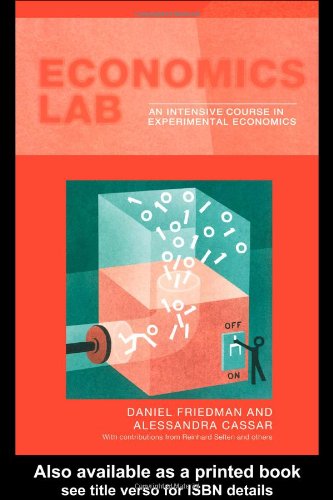 ECONOMICS
LAB
AN INTENSIVE COURSE IN
EXPERIMENTAL ECONOMICS
OFF
ON
DANIEL FRIEDMAN AND
ALESSANDRA CASSAR
With contributions from Reinhard Selten and others
Also available as a printed book
see title verso for ISBN details